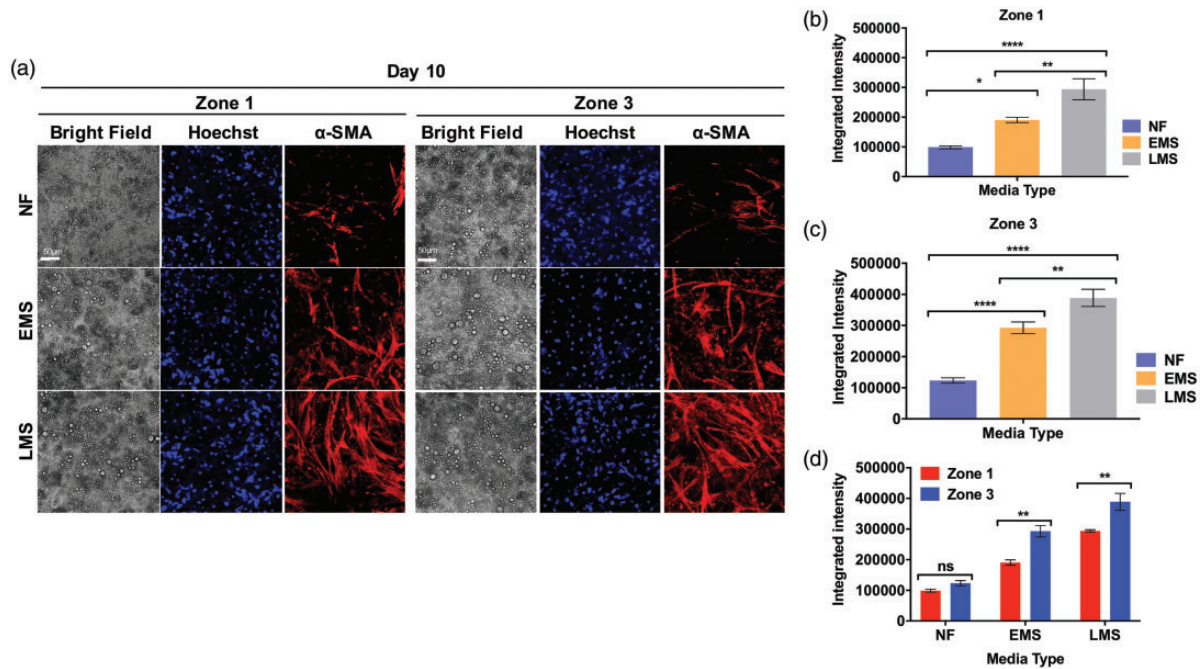 (a)
Day 10
Zone 1 Zone 3
Bright Field Hoechst α-SMA Bright Field Hoechst α-SMA
NF
50μm 50μm
EMS
LMS
(b)
Zone 1
Integrated Intensity
500000
400000
300000
200000
100000
0
****
**
*
NF
EMS
LMS
Media Type
(c)
Zone 3
Integrated Intensity
500000
400000
300000
200000
100000
0
****
**
****
NF
EMS
LMS
Media Type
(d)
Integrated intensity
500000
400000
300000
200000
100000
0
Zone 1
Zone 3
ns
**
**
NF EMS LMS
Media Type